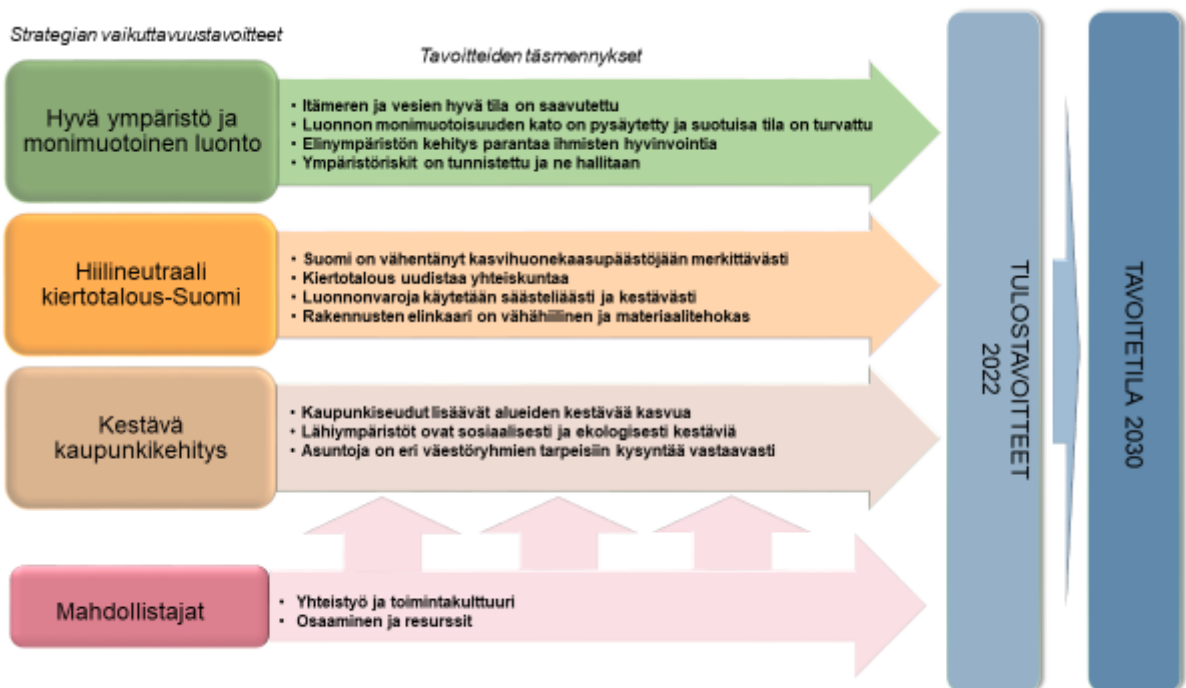 Strategian vaikuttavuustavoitteet
Tavoitteiden täsmennykset
Hyvä ympäristö ja
monimuotoinen luonto
• Itämeren ja vesien hyvä tila on saavutettu
• Luonnon monimuotoisuuden kato on pysäytetty ja suotuisa tila on turvattu
• Elinympäristön kehitys parantaa ihmisten hyvinvointia
• Ympäristöriskit on tunnistettu ja ne hallitaan
Hiilineutraali
kiertotalous-Suomi
• Suomi on vähentänyt kasvihuonekaasupäästöjään merkittävästi
• Kiertotalous uudistaa yhteiskuntaa
• Luonnonvaroja käytetään säästeliäästi ja kestävästi
• Rakennusten elinkaari on vähähiilinen ja materiaalitehokas
Kestävä
kaupunkikehitys
• Kaupunkiseudut lisäävät alueiden kestävää kasvua
• Lähiympäristöt ovat sosiaalisesti ja ekologisesti kestäviä
• Asuntoja on eri väestöryhmien tarpeisiin kysyntää vastaavasti
Mahdollistajat
• Yhteistyö ja toimintakulttuuri
• Osaaminen ja resurssit
TULOSTAVOITTEET
2022
TAVOITETILA 2030